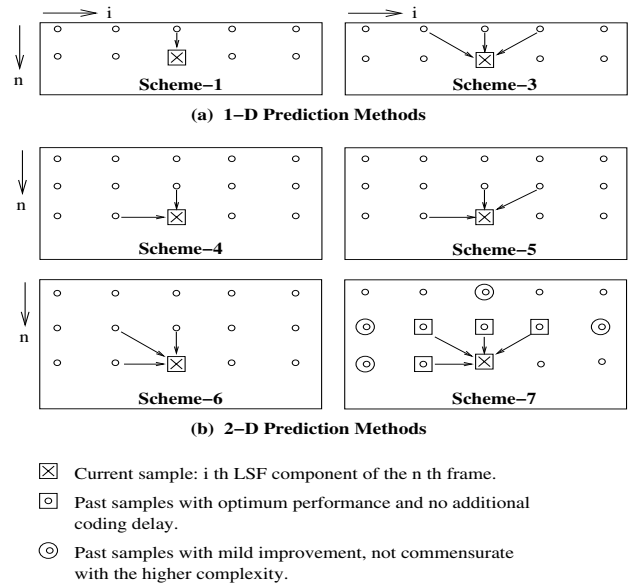 i
i
n
Scheme−1
Scheme−3
(a) 1−D Prediction Methods
n
Scheme−4
Scheme−5
n
Scheme−6
Scheme−7
(b) 2−D Prediction Methods
Current sample: i th LSF component of the n th frame.
Past samples with optimum performance and no additional
coding delay.
Past samples with mild improvement, not commensurate
with the higher complexity.